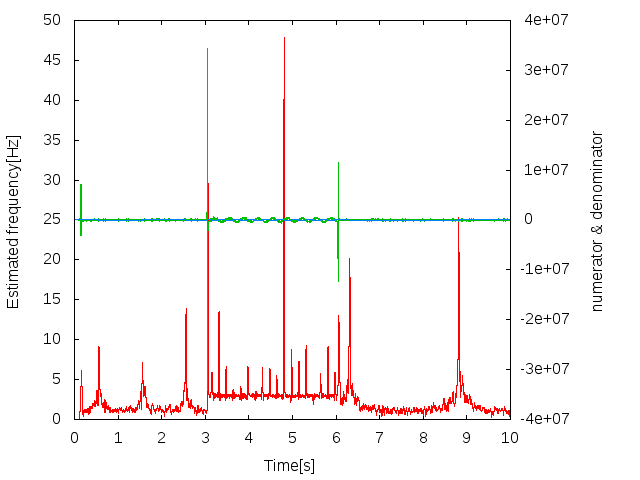 Estimated frequency[Hz]
50
45
40
35
30
25
20
15
10
5
0
0 1 2 3 4 5 6 7 8 9 10
Time[s]
4e+07
3e+07
2e+07
1e+07
0
-1e+07
-2e+07
-3e+07
-4e+07
numerator & denominator